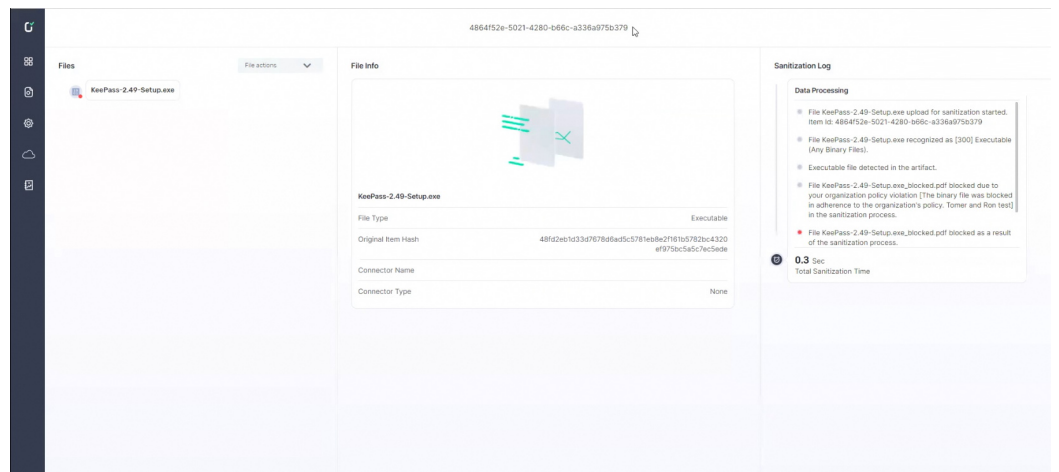 4864f52e-5021-4280-b66c-a336a975b379
Files
File actions
KeePass-2.49-Setup.exe
File Info
KeePass-2.49-Setup.exe
File Type
Executable
Original Item Hash
48fd2eb1d33d7678d6ad5c5781eb8e2f161b5782bc4320
ef975bc5a5c7ec5ede
Connector Name
Connector Type
None
Sanitization Log
Data Processing
File KeePass-2.49-Setup.exe upload for sanitization started.
Item Id: 4864f52e-5021-4280-b66c-a336a975b379
File KeePass-2.49-Setup.exe recognized as [300] Executable
(Any Binary Files).
Executable file detected in the artifact.
File KeePass-2.49-Setup.exe_blocked.pdf blocked due to
your organization policy violation [The binary file was blocked
in adherence to the organization's policy. Tomer and Ron test]
in the sanitization process.
File KeePass-2.49-Setup.exe_blocked.pdf blocked as a result
of the sanitization process.
0.3 Sec
Total Sanitization Time